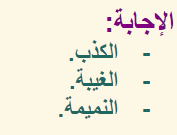 الإجابة:
- الكذب.
- الغيبة.
- النميمة.